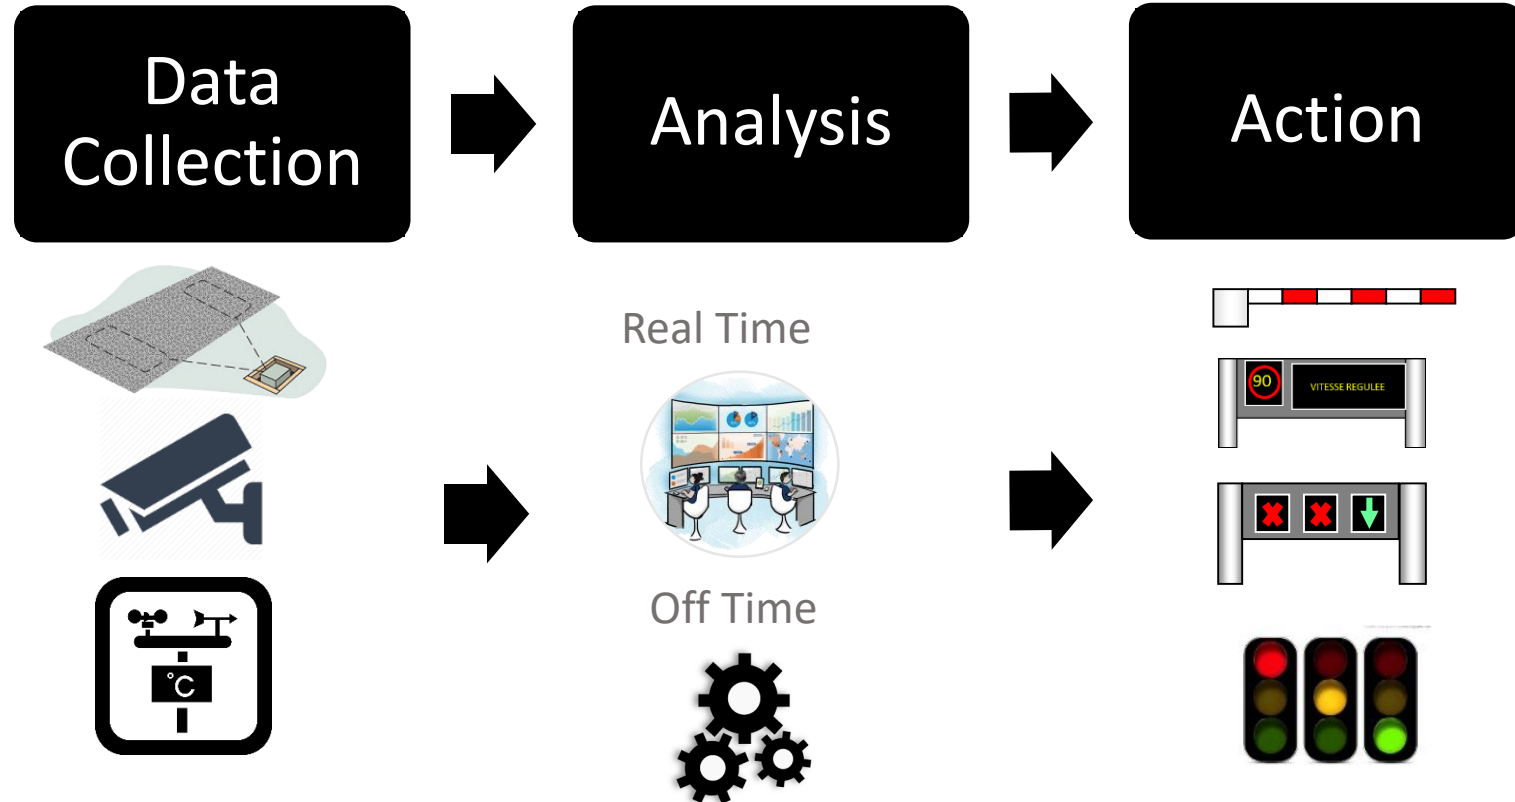 Data
Collection
Analysis
Action
Real Time
90
VITESSE REGULEE
Off Time
°C